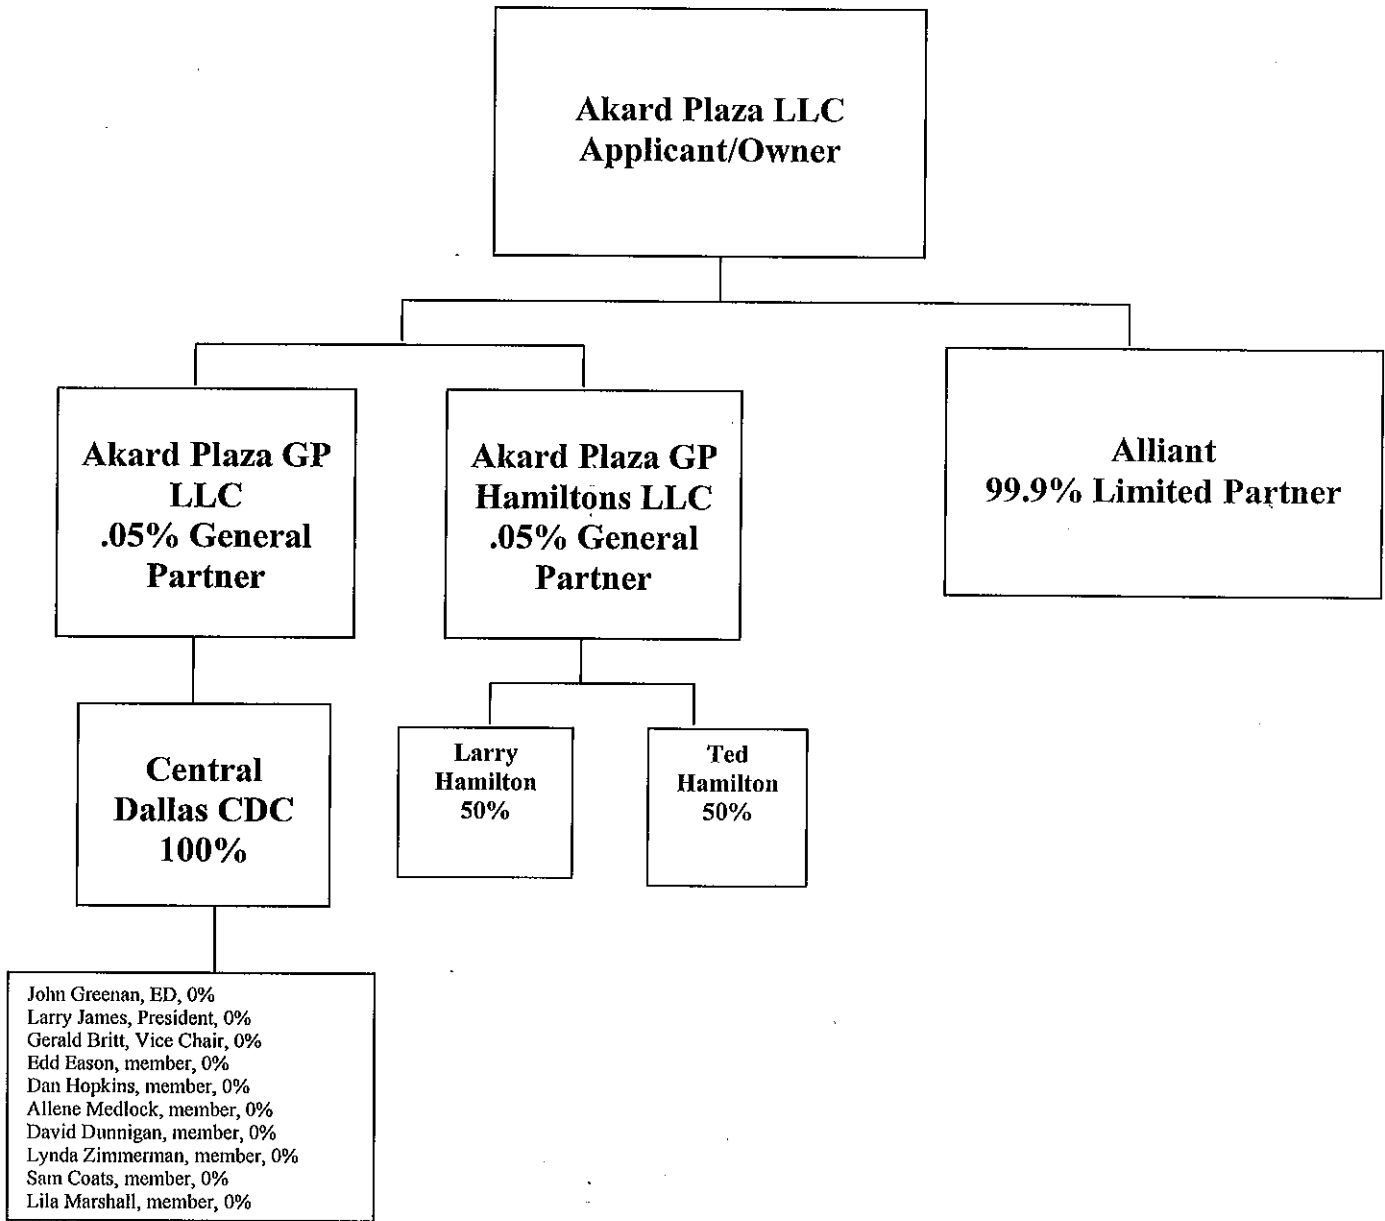 Akard Plaza LLC
Applicant/Owner
Akard Plaza GP
LLC
.05% General
Partner
Akard Plaza GP
Hamiltons LLC
.05% General
Partner
Alliant
99.9% Limited Partner
Central
Dallas CDC
100%
Larry
Hamilton
50%
Ted
Hamilton
50%
John Greenan, ED, 0%
Larry James, President, 0%
Gerald Britt, Vice Chair, 0%
Edd Eason, member, 0%
Dan Hopkins, member, 0%
Allene Medlock, member, 0%
David Dunnigan, member, 0%
Lynda Zimmerman, member, 0%
Sam Coats, member, 0%
Lila Marshall, member, 0%